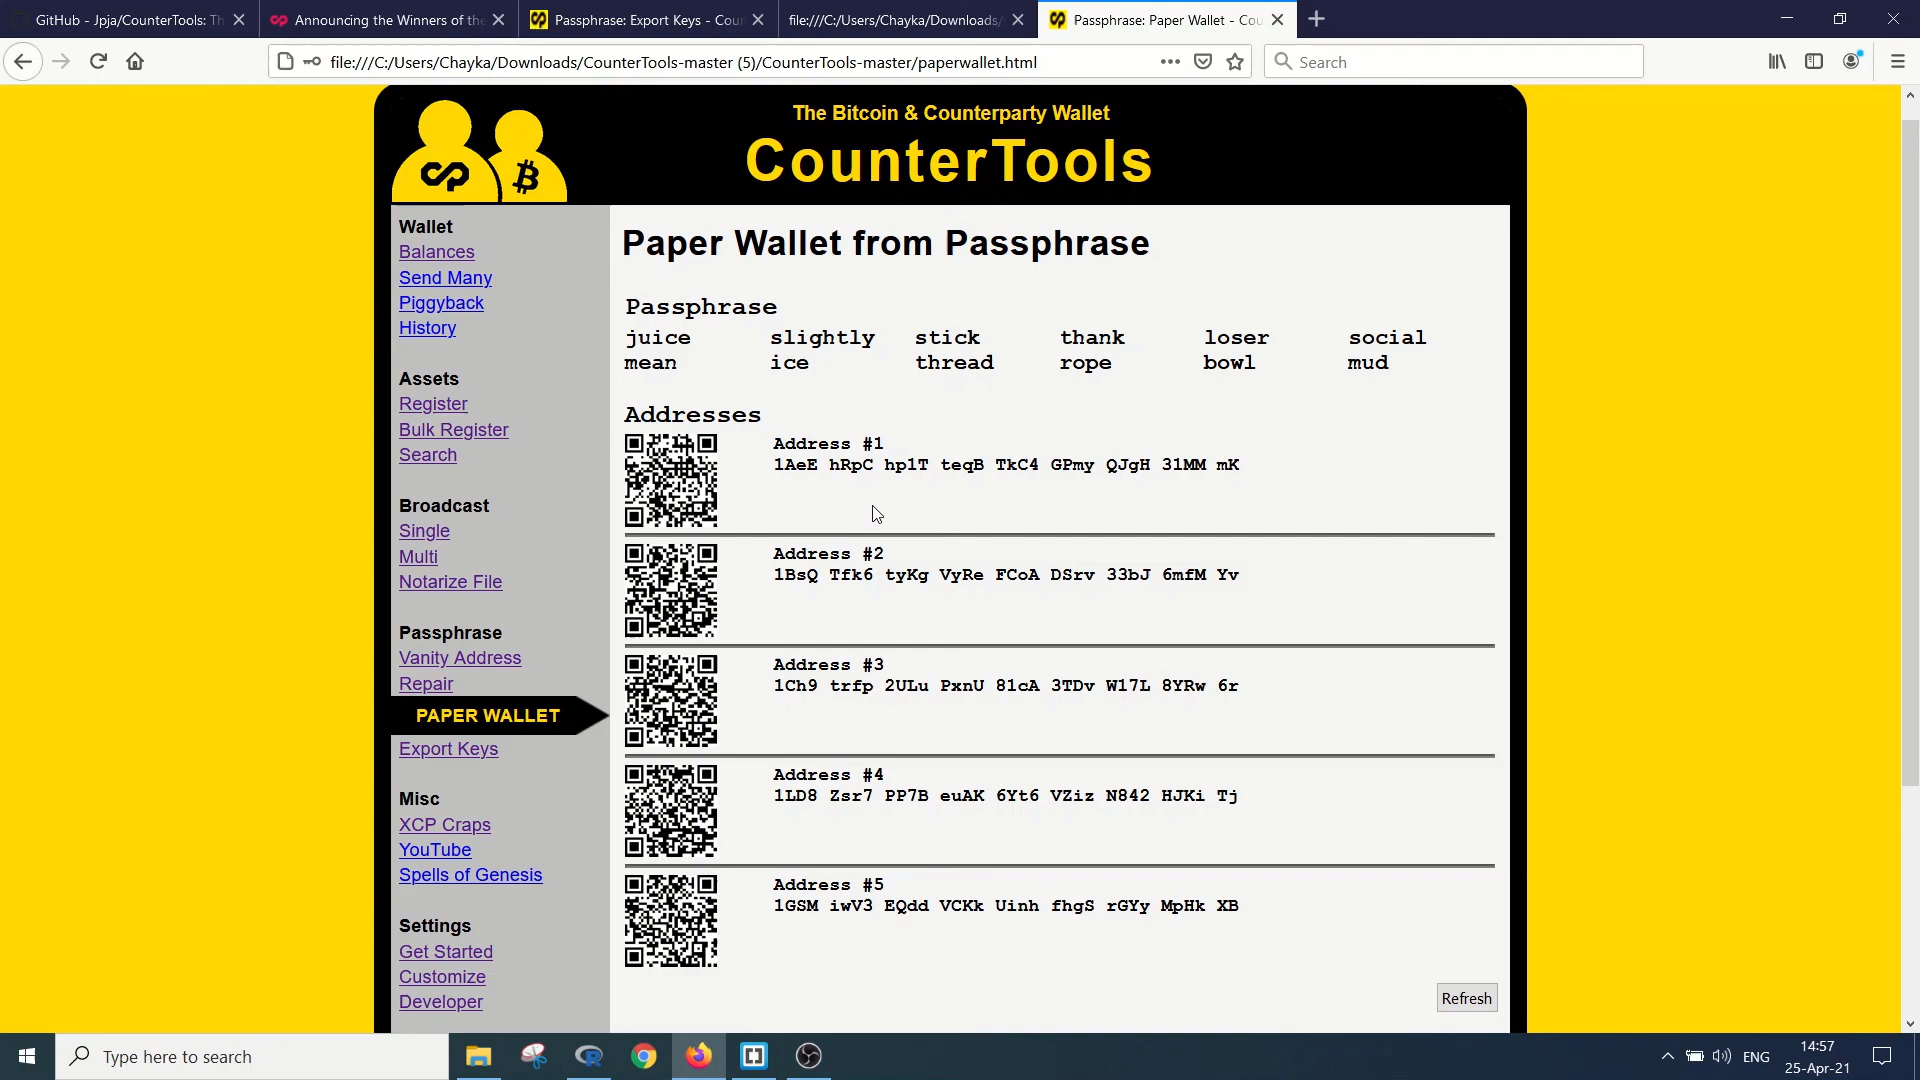 GitHub - Jpja/CounterTools: Th
Announcing the Winners of the
Passphrase: Export Keys - Cou
file:///C:/Users/Chayka/Downloads/
Passphrase: Paper Wallet - Cou
file:///C:/Users/Chayka/Downloads/CounterTools-master (5)/CounterTools-master/paperwallet.html
Search
The Bitcoin & Counterparty Wallet
CounterTools
Wallet
Balances
Send Many
Piggyback
History
Assets
Register
Bulk Register
Search
Broadcast
Single
Multi
Notarize File
Passphrase
Vanity Address
Repair
PAPER WALLET
Export Keys
Misc
XCP Craps
YouTube
Spells of Genesis
Settings
Get Started
Customize
Developer
Paper Wallet from Passphrase
Passphrase
juice slightly stick thank loser social
mean ice thread rope bowl mud
Addresses
Address #1
1AeE hRpC hp1T teqB TkC4 GPmy QJgH 31MM mK
Address #2
1BsQ Tfk6 tyKg VyRe FCoA DSrv 33bJ 6mfM Yv
Address #3
1Ch9 trfp 2ULu PxnU 81cA 3TDv W17L 8YRw 6r
Address #4
1LD8 Zsr7 PP7B euAK 6Yt6 VZiz N842 HJKi Tj
Address #5
1GSM iwV3 EQdd VCKk Uinh fhgS rGYy MpHk XB
Refresh
Type here to search
ENG
14:57
25-Apr-21